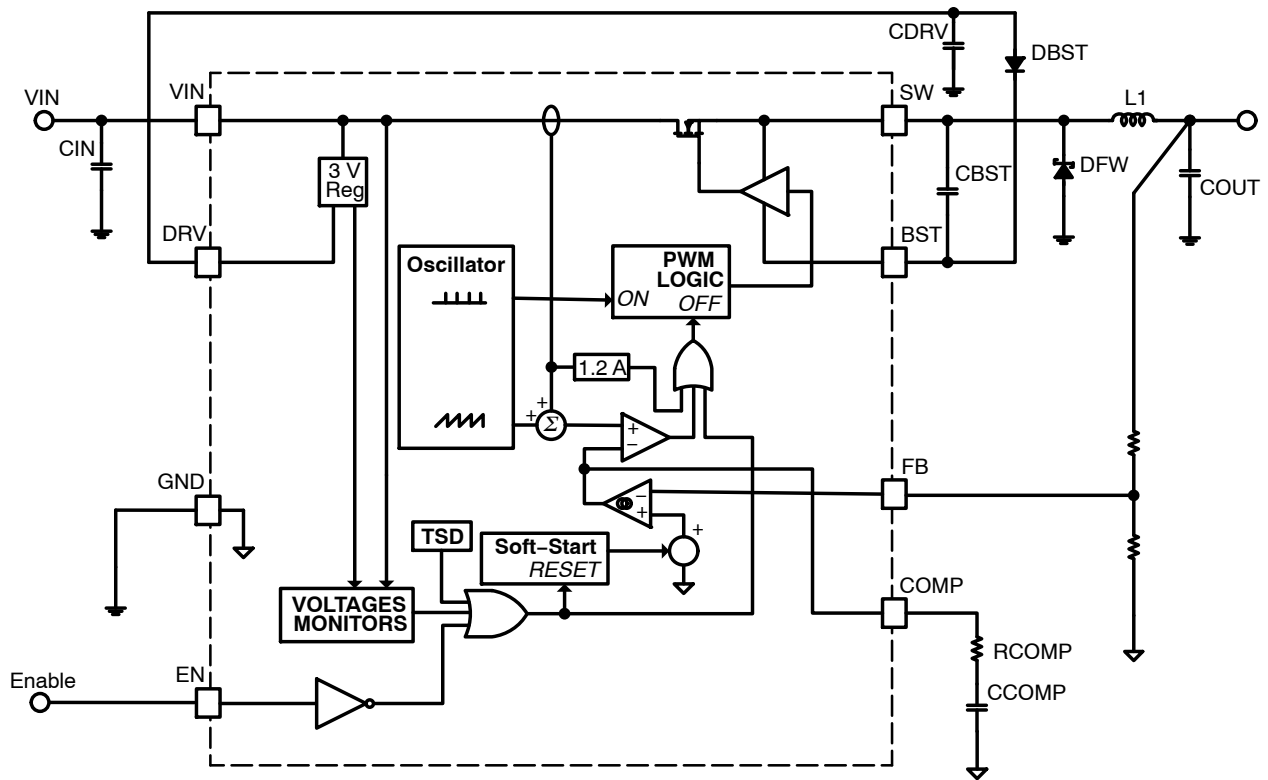 CDRV
DBST
VIN
VIN
SW
L1
CIN
3 V
Reg
CBST
DFW
COUT
DRV
BST
Oscillator
PWM
LOGIC
ON
OFF
1.2 A
+
+
Σ
+
−
FB
GND
−
+
TSD
+
Soft−Start
RESET
COMP
VOLTAGES
MONITORS
RCOMP
Enable
EN
CCOMP